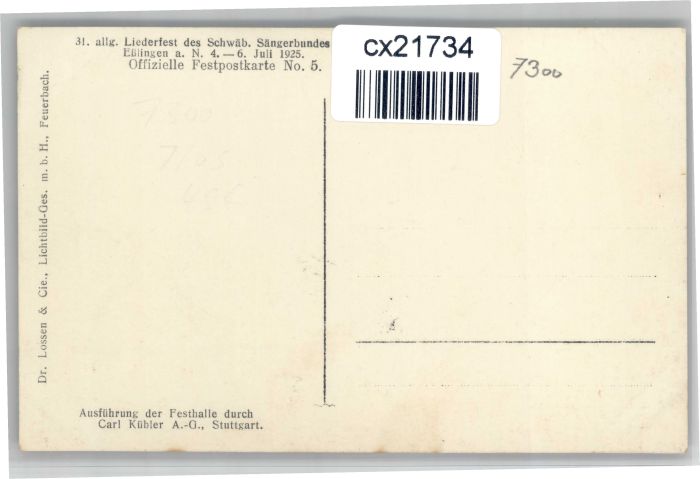 31. allg. Liederfest des Schwäb. Sängerbundes
Eßlingen a. N. 4.—6. Juli 1925.
Offizielle Festpostkarte No. 5.
cx21734
7300
7300
Dr. Lossen & Cie., Lichtbild-Ges. m. b. H., Feuerbach.
Ausführung der Festhalle durch
Carl Kübler A.-G., Stuttgart.